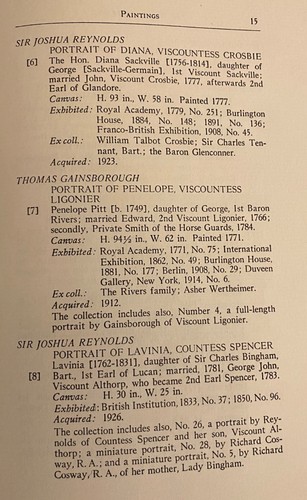 PAINTINGS 15
SIR JOSHUA REYNOLDS
PORTRAIT OF DIANA, VISCOUNTESS CROSBIE
[6] The Hon. Diana Sackville [1756-1814], daughter of
George [Sackville-Germain], 1st Viscount Sackville;
married John, Viscount Crosbie, 1777, afterwards 2nd
Earl of Glandore.
Canvas: H. 93 in., W. 58 in. Painted 1777.
Exhibited: Royal Academy, 1779, No. 251; Burlington
House, 1884, No. 148; 1891, No. 136;
Franco-British Exhibition, 1908, No. 45.
Ex coll.: William Talbot Crosbie; Sir Charles Ten-
nant, Bart.; the Baron Glenconner.
Acquired: 1923.
THOMAS GAINSBOROUGH
PORTRAIT OF PENELOPE, VISCOUNTESS
LIGONIER
[7] Penelope Pitt [b. 1749], daughter of George, 1st Baron
Rivers; married Edward, 2nd Viscount Ligonier, 1766;
secondly, Private Smith of the Horse Guards, 1784.
Canvas: H. 94½ in., W. 62 in. Painted 1771.
Exhibited: Royal Academy, 1771, No. 75; International
Exhibition, 1862, No. 49; Burlington House,
1881, No. 177; Berlin, 1908, No. 29; Duveen
Gallery, New York, 1914, No. 6.
Ex coll.: The Rivers family; Asher Wertheimer.
Acquired: 1912.
The collection includes also, Number 4, a full-length
portrait by Gainsborough of Viscount Ligonier.
SIR JOSHUA REYNOLDS
PORTRAIT OF LAVINIA, COUNTESS SPENCER
[8] Lavinia [1762-1831], daughter of Sir Charles Bingham,
Bart., 1st Earl of Lucan; married, 1781, George John,
Viscount Althorp, who became 2nd Earl Spencer, 1783.
Canvas: H. 30 in., W. 25 in.
Exhibited: British Institution, 1833, No. 37; 1850, No. 96.
Acquired: 1926.
The collection includes also, No. 26, a portrait by Rey-
nolds of Countess Spencer and her son, Viscount Al-
thorp; a miniature portrait, No. 28, by Richard Cos-
way, R. A.; and a miniature portrait, No. 5, by Richard
Cosway, R. A., of her mother, Lady Bingham.